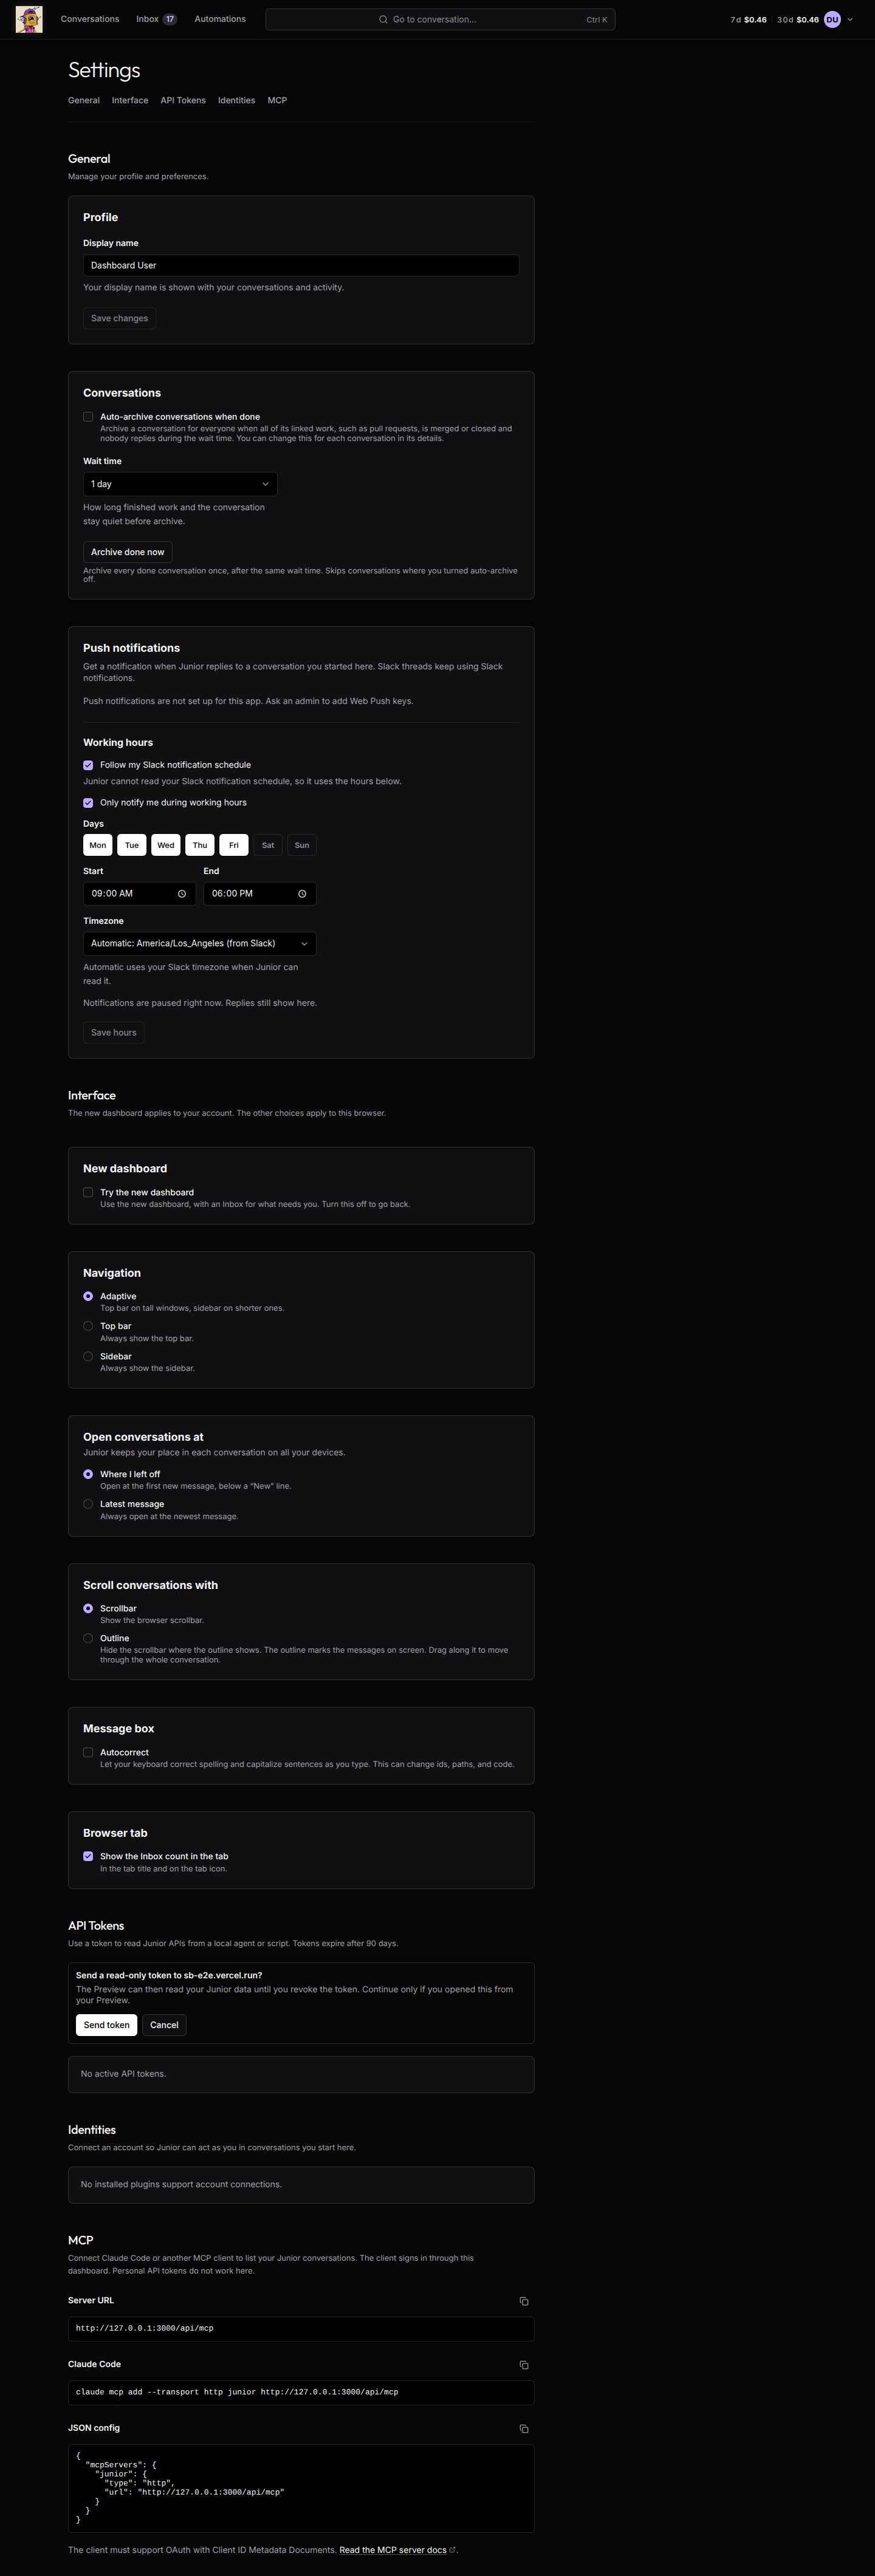 Conversations
Inbox 17
Automations
Go to conversation...
Ctrl K
7d $0.46
30d $0.46
DU
Settings
General
Interface
API Tokens
Identities
MCP
General
Manage your profile and preferences.
Profile
Display name
Dashboard User
Your display name is shown with your conversations and activity.
Save changes
Conversations
Auto-archive conversations when done
Archive a conversation for everyone when all of its linked work, such as pull requests, is merged or closed and
nobody replies during the wait time. You can change this for each conversation in its details.
Wait time
1 day
How long finished work and the conversation
stay quiet before archive.
Archive done now
Archive every done conversation once, after the same wait time. Skips conversations where you turned auto-archive
off.
Push notifications
Get a notification when Junior replies to a conversation you started here. Slack threads keep using Slack
notifications.
Push notifications are not set up for this app. Ask an admin to add Web Push keys.
Working hours
Follow my Slack notification schedule
Junior cannot read your Slack notification schedule, so it uses the hours below.
Only notify me during working hours
Days
Mon Tue Wed Thu Fri Sat Sun
Start End
09:00 AM 06:00 PM
Timezone
Automatic: America/Los_Angeles (from Slack)
Automatic uses your Slack timezone when Junior can
read it.
Notifications are paused right now. Replies still show here.
Save hours
Interface
The new dashboard applies to your account. The other choices apply to this browser.
New dashboard
Try the new dashboard
Use the new dashboard, with an Inbox for what needs you. Turn this off to go back.
Navigation
Adaptive
Top bar on tall windows, sidebar on shorter ones.
Top bar
Always show the top bar.
Sidebar
Always show the sidebar.
Open conversations at
Junior keeps your place in each conversation on all your devices.
Where I left off
Open at the first new message, below a “New” line.
Latest message
Always open at the newest message.
Scroll conversations with
Scrollbar
Show the browser scrollbar.
Outline
Hide the scrollbar where the outline shows. The outline marks the messages on screen. Drag along it to move
through the whole conversation.
Message box
Autocorrect
Let your keyboard correct spelling and capitalize sentences as you type. This can change ids, paths, and code.
Browser tab
Show the Inbox count in the tab
In the tab title and on the tab icon.
API Tokens
Use a token to read Junior APIs from a local agent or script. Tokens expire after 90 days.
Send a read-only token to sb-e2e.vercel.run?
The Preview can then read your Junior data until you revoke the token. Continue only if you opened this from
your Preview.
Send token
Cancel
No active API tokens.
Identities
Connect an account so Junior can act as you in conversations you start here.
No installed plugins support account connections.
MCP
Connect Claude Code or another MCP client to list your Junior conversations. The client signs in through this
dashboard. Personal API tokens do not work here.
Server URL
http://127.0.0.1:3000/api/mcp
Claude Code
claude mcp add --transport http junior http://127.0.0.1:3000/api/mcp
JSON config
{
  "mcpServers": {
    "junior": {
      "type": "http",
      "url": "http://127.0.0.1:3000/api/mcp"
    }
  }
}
The client must support OAuth with Client ID Metadata Documents. Read the MCP server docs.